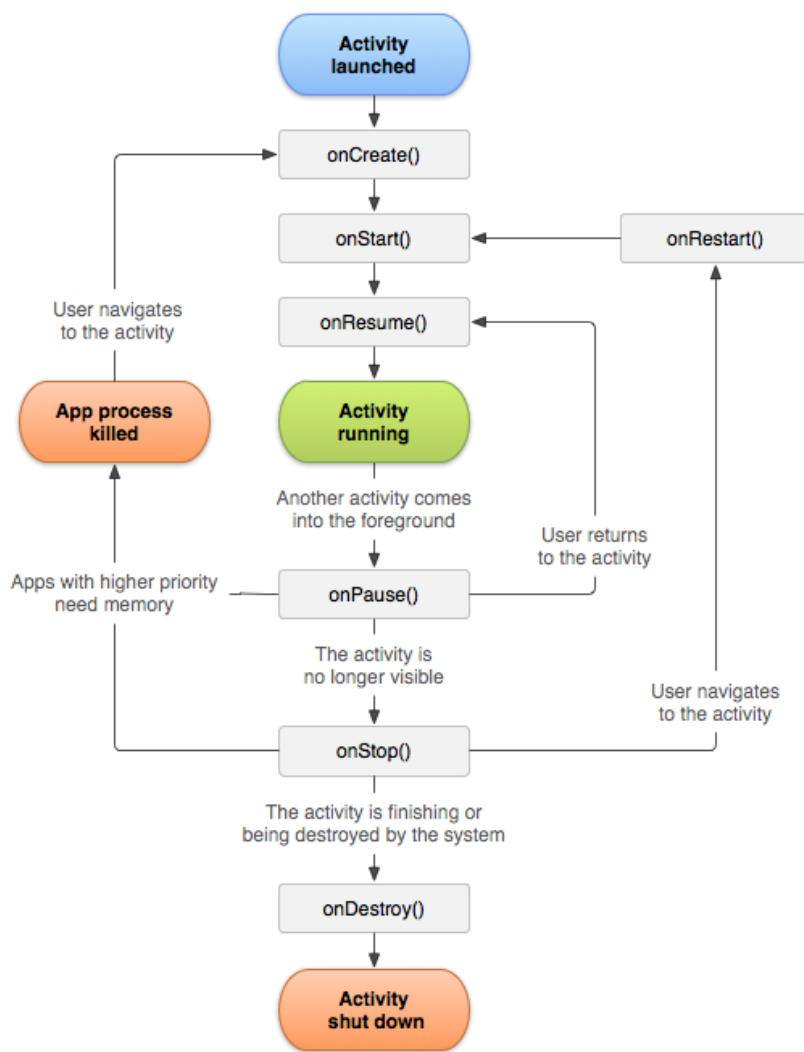 Activity
launched
onCreate()
onStart()
onRestart()
User navigates
to the activity
onResume()
App process
killed
Activity
running
Another activity comes
into the foreground
User returns
to the activity
Apps with higher priority
need memory
onPause()
The activity is
no longer visible
User navigates
to the activity
onStop()
The activity is finishing or
being destroyed by the system
onDestroy()
Activity
shut down